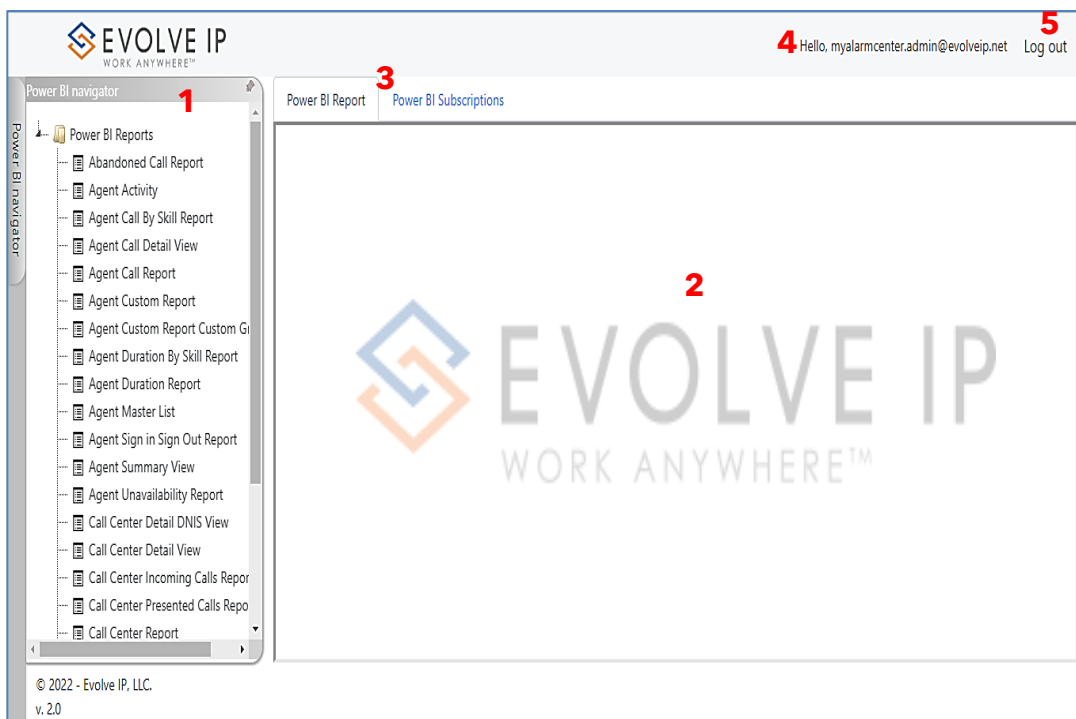 EVOLVE IP
WORK ANYWHERE™
4 Hello, myalarmcenter.admin@evolveip.net
5
Log out
Power BI navigator
1
Power BI navigator
Power BI Reports
Abandoned Call Report
Agent Activity
Agent Call By Skill Report
Agent Call Detail View
Agent Call Report
Agent Custom Report
Agent Custom Report Custom Gr
Agent Duration By Skill Report
Agent Duration Report
Agent Master List
Agent Sign in Sign Out Report
Agent Summary View
Agent Unavailability Report
Call Center Detail DNIS View
Call Center Detail View
Call Center Incoming Calls Repor
Call Center Presented Calls Repo
Call Center Report
3
Power BI Report
Power BI Subscriptions
2
EVOLVE IP
WORK ANYWHERE™
© 2022 - Evolve IP, LLC.
v. 2.0